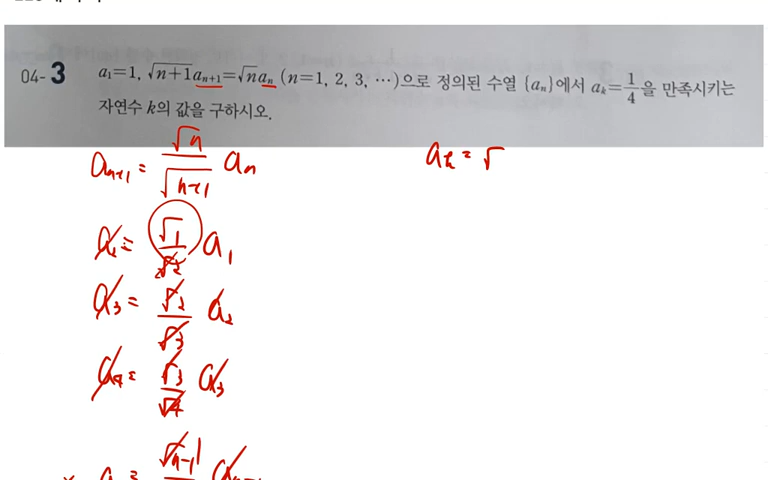 04-3 a₁=1, √n+1 aₙ₊₁=√n aₙ (n=1, 2, 3, ⋯)으로 정의된 수열 {aₙ}에서 aₖ=1/4을 만족시키는
자연수 k의 값을 구하시오.
aₙ₊₁ = √n/√n+1 aₙ
aₖ = √
a₂ = √1/√2 a₁
a₃ = √2/√3 a₂
a₄ = √3/√4 a₃